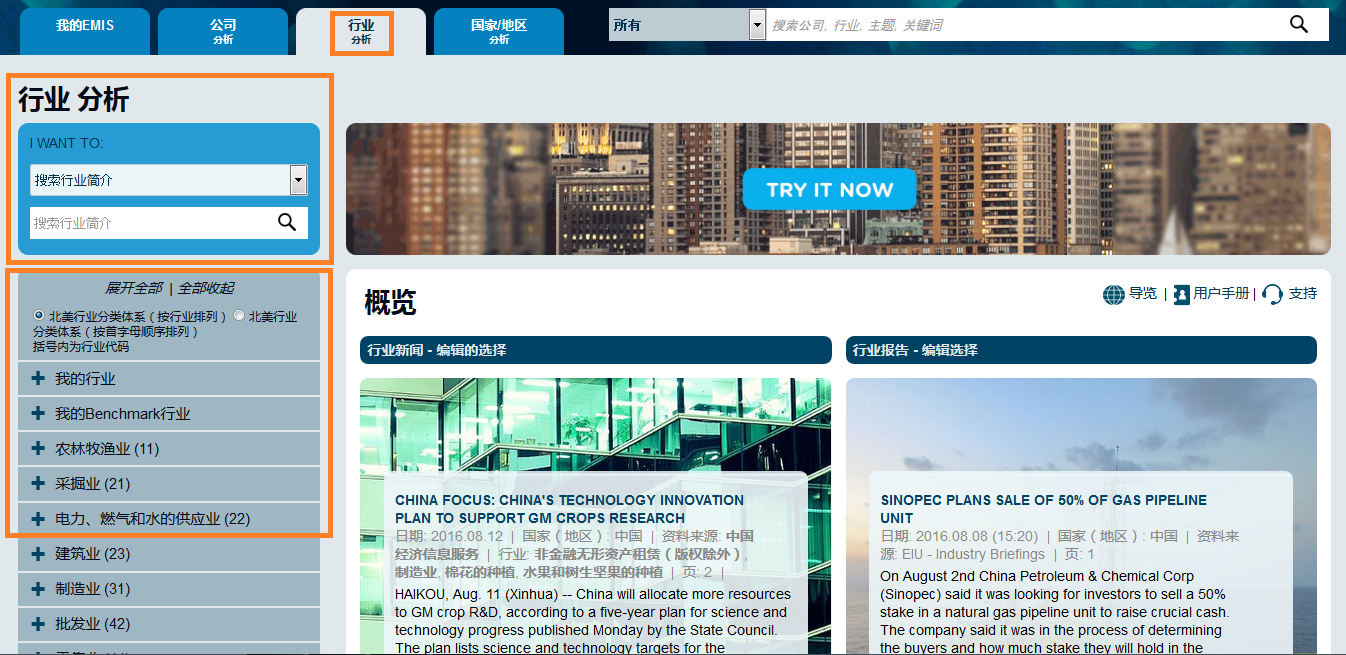 我的EMIS
公司
分析
行业
分析
国家/地区
分析
所有
搜索公司, 行业, 主题, 关键词
行业 分析
I WANT TO:
搜索行业简介
搜索行业简介
TRY IT NOW
展开全部 | 全部收起
北美行业分类体系（按行业排列） 北美行业
分类体系（按首字母顺序排列）
括号内为行业代码
我的行业
我的Benchmark行业
农林牧渔业 (11)
采掘业 (21)
电力、燃气和水的供应业 (22)
建筑业 (23)
制造业 (31)
批发业 (42)
概览
导览 | 用户手册 | 支持
行业新闻 - 编辑的选择
CHINA FOCUS: CHINA'S TECHNOLOGY INNOVATION
PLAN TO SUPPORT GM CROPS RESEARCH
日期: 2016.08.12 | 国家（地区）: 中国 | 资料来源: 中国
经济信息服务 | 行业: 非金融无形资产租赁（版权除外）,
制造业, 棉花的种植, 水果和树生坚果的种植 | 页: 2 |
HAIKOU, Aug. 11 (Xinhua) -- China will allocate more resources
to GM crop R&D, according to a five-year plan for science and
technology progress published Monday by the State Council.
The plan lists science and technology targets for the
行业报告 - 编辑选择
SINOPEC PLANS SALE OF 50% OF GAS PIPELINE
UNIT
日期: 2016.08.08 (15:20) | 国家（地区）: 中国 | 资料来
源: EIU - Industry Briefings | 页: 1
On August 2nd China Petroleum & Chemical Corp
(Sinopec) said it was looking for investors to sell a 50%
stake in a natural gas pipeline unit to raise crucial cash.
The company said it was in the process of determining
the buyers and how much stake they will hold in the